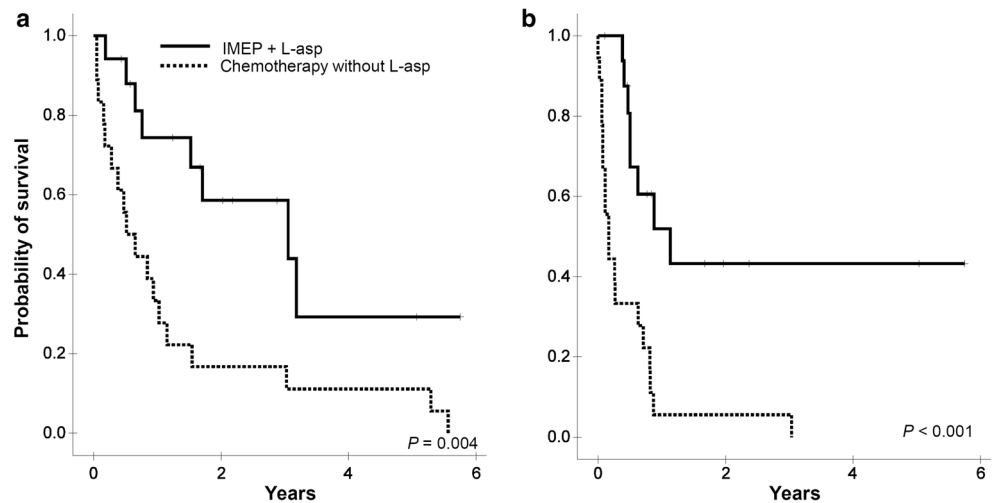 a
b
1.0
0.8
0.6
0.4
0.2
0.0
Probability of survival
IMEP + L-asp
Chemotherapy without L-asp
P = 0.004
0 2 4 6
Years
1.0
0.8
0.6
0.4
0.2
0.0
P < 0.001
0 2 4 6
Years